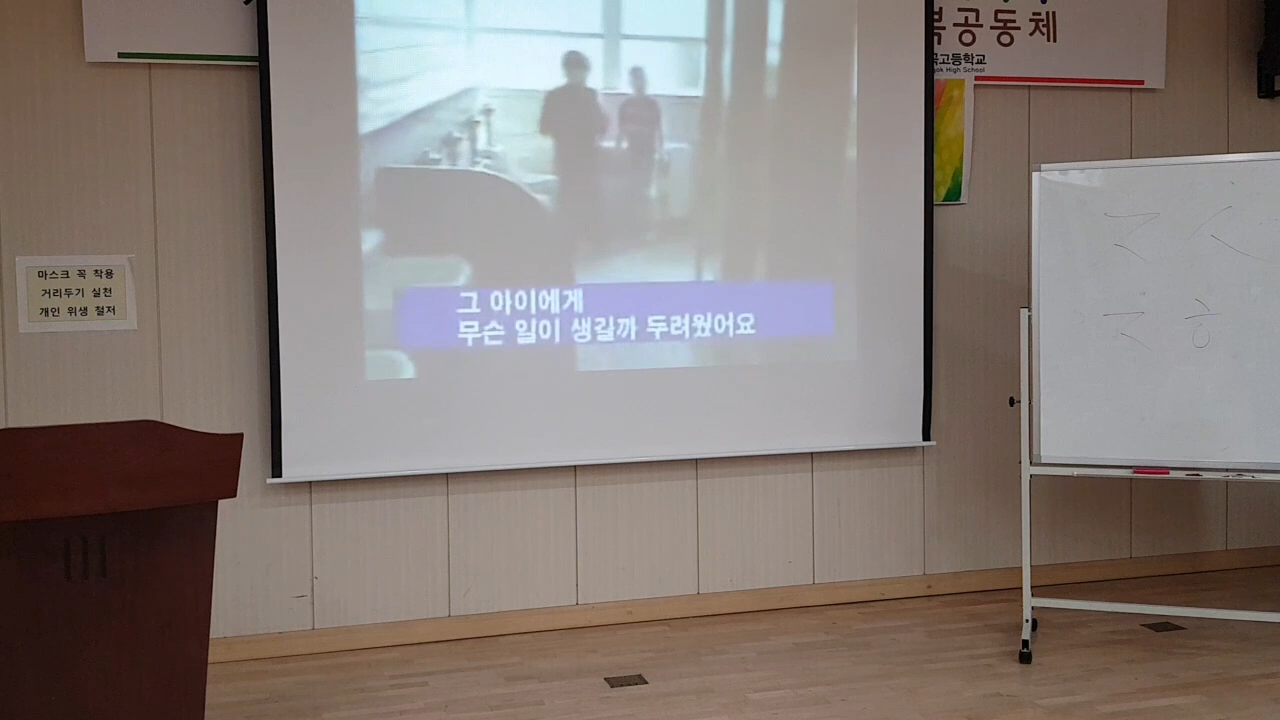 복공동체
고등학교
High School
마스크 꼭 착용
거리두기 실천
개인 위생 철저
그 아이에게
무슨 일이 생길까 두려웠어요